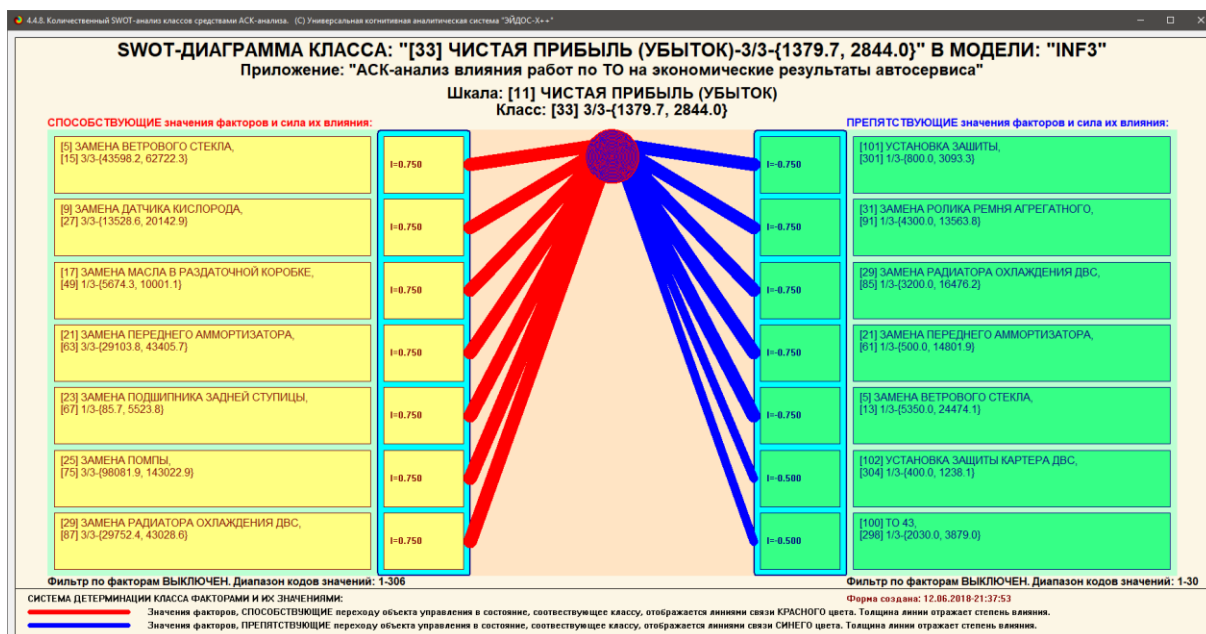 4.4.8. Количественный SWOT-анализ классов средствами АСК-анализа. (С) Универсальная когнитивная аналитическая система "ЭЙДОС-X++"
SWOT-ДИАГРАММА КЛАССА: "[33] ЧИСТАЯ ПРИБЫЛЬ (УБЫТОК)-3/3-{1379.7, 2844.0}" В МОДЕЛИ: "INF3"
Приложение: "АСК-анализ влияния работ по ТО на экономические результаты автосервиса"
Шкала: [11] ЧИСТАЯ ПРИБЫЛЬ (УБЫТОК)
Класс: [33] 3/3-{1379.7, 2844.0}
СПОСОБСТВУЮЩИЕ значения факторов и сила их влияния:
[5] ЗАМЕНА ВЕТРОВОГО СТЕКЛА,
[15] 3/3-{43598.2, 62722.3}
I=0.750
[9] ЗАМЕНА ДАТЧИКА КИСЛОРОДА,
[27] 3/3-{13528.6, 20142.9}
I=0.750
[17] ЗАМЕНА МАСЛА В РАЗДАТОЧНОЙ КОРОБКЕ,
[49] 1/3-{5674.3, 10001.1}
I=0.750
[21] ЗАМЕНА ПЕРЕДНЕГО АММОРТИЗАТОРА,
[63] 3/3-{29103.8, 43405.7}
I=0.750
[23] ЗАМЕНА ПОДШИПНИКА ЗАДНЕЙ СТУПИЦЫ,
[67] 1/3-{85.7, 5523.8}
I=0.750
[25] ЗАМЕНА ПОМПЫ,
[75] 3/3-{98081.9, 143022.9}
I=0.750
[29] ЗАМЕНА РАДИАТОРА ОХЛАЖДЕНИЯ ДВС,
[87] 3/3-{29752.4, 43028.6}
I=0.750
ПРЕПЯТСТВУЮЩИЕ значения факторов и сила их влияния:
I=-0.750
[101] УСТАНОВКА ЗАШИТЫ,
[301] 1/3-{800.0, 3093.3}
I=-0.750
[31] ЗАМЕНА РОЛИКА РЕМНЯ АГРЕГАТНОГО,
[91] 1/3-{4300.0, 13563.8}
I=-0.750
[29] ЗАМЕНА РАДИАТОРА ОХЛАЖДЕНИЯ ДВС,
[85] 1/3-{3200.0, 16476.2}
I=-0.750
[21] ЗАМЕНА ПЕРЕДНЕГО АММОРТИЗАТОРА,
[61] 1/3-{500.0, 14801.9}
I=-0.750
[5] ЗАМЕНА ВЕТРОВОГО СТЕКЛА,
[13] 1/3-{5350.0, 24474.1}
I=-0.500
[102] УСТАНОВКА ЗАЩИТЫ КАРТЕРА ДВС,
[304] 1/3-{400.0, 1238.1}
I=-0.500
[100] ТО 43,
[298] 1/3-{2030.0, 3879.0}
Фильтр по факторам ВЫКЛЮЧЕН. Диапазон кодов значений: 1-306
Фильтр по факторам ВЫКЛЮЧЕН. Диапазон кодов значений: 1-30
СИСТЕМА ДЕТЕРМИНАЦИИ КЛАССА ФАКТОРАМИ И ИХ ЗНАЧЕНИЯМИ:
Форма создана: 12.06.2018-21:37:53
Значения факторов, СПОСОБСТВУЮЩИЕ переходу объекта управления в состояние, соотвествующее классу, отображается линиями связи КРАСНОГО цвета. Толщина линии отражает степень влияния.
Значения факторов, ПРЕПЯТСТВУЮЩИЕ переходу объекта управления в состояние, соотвествующее классу, отображается линиями связи СИНЕГО цвета. Толщина линии отражает степень влияния.